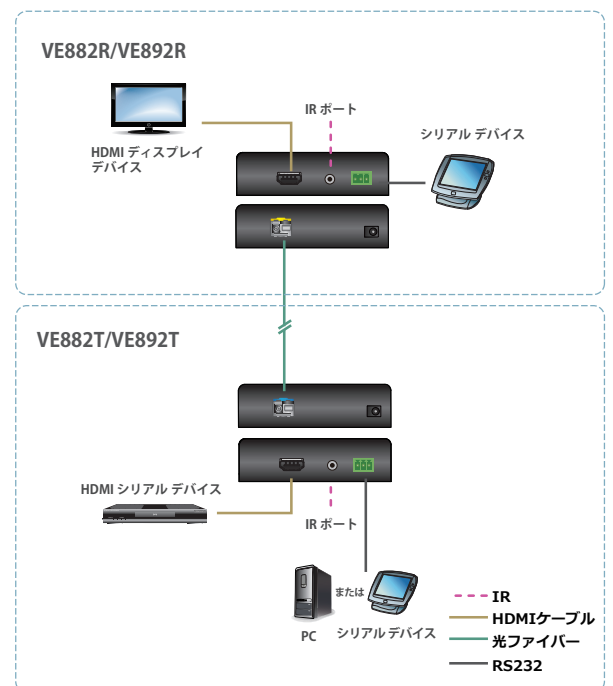 VE882R/VE892R
IR ポート
シリアル デバイス
HDMI ディスプレイ
デバイス
VE882T/VE892T
HDMI シリアル デバイス
IR ポート
または
PC
シリアル デバイス
IR
HDMIケーブル
光ファイバー
RS232